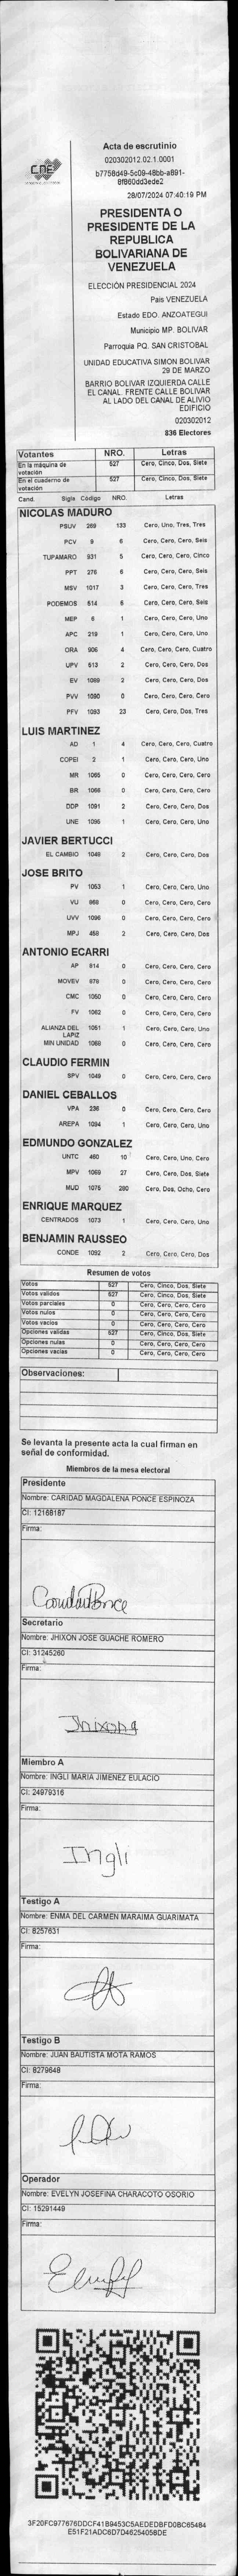 CNE
Acta de escrutinio
020302012.02.1.0001
b7758d49-5c09-48bb-a891-
8f860dd3ede2
28/07/2024 07:40:19 PM
PRESIDENTA O
PRESIDENTE DE LA
REPUBLICA
BOLIVARIANA DE
VENEZUELA
ELECCIÓN PRESIDENCIAL 2024
País VENEZUELA
Estado EDO. ANZOATEGUI
Municipio MP. BOLIVAR
Parroquia PQ. SAN CRISTOBAL
UNIDAD EDUCATIVA SIMON BOLIVAR
29 DE MARZO
BARRIO BOLIVAR IZQUIERDA CALLE
EL CANAL. FRENTE CALLE BOLIVAR
AL LADO DEL CANAL DE ALIVIO
EDIFICIO
020302012
836 Electores
Votantes NRO. Letras
En la máquina de votación 527 Cero, Cinco, Dos, Siete
En el cuaderno de votación 527 Cero, Cinco, Dos, Siete
Cand. Sigla Código NRO. Letras
NICOLAS MADURO
PSUV 269 133 Cero, Uno, Tres, Tres
PCV 9 6 Cero, Cero, Cero, Seis
TUPAMARO 931 5 Cero, Cero, Cero, Cinco
PPT 276 6 Cero, Cero, Cero, Seis
MSV 1017 3 Cero, Cero, Cero, Tres
PODEMOS 514 6 Cero, Cero, Cero, Seis
MEP 6 1 Cero, Cero, Cero, Uno
APC 219 1 Cero, Cero, Cero, Uno
ORA 906 4 Cero, Cero, Cero, Cuatro
UPV 513 2 Cero, Cero, Cero, Dos
EV 1089 2 Cero, Cero, Cero, Dos
PVV 1090 0 Cero, Cero, Cero, Cero
PFV 1093 23 Cero, Cero, Dos, Tres
LUIS MARTINEZ
AD 1 4 Cero, Cero, Cero, Cuatro
COPEI 2 1 Cero, Cero, Cero, Uno
MR 1065 0 Cero, Cero, Cero, Cero
BR 1066 0 Cero, Cero, Cero, Cero
DDP 1091 2 Cero, Cero, Cero, Dos
UNE 1095 1 Cero, Cero, Cero, Uno
JAVIER BERTUCCI
EL CAMBIO 1046 2 Cero, Cero, Cero, Dos
JOSE BRITO
PV 1053 1 Cero, Cero, Cero, Uno
VU 868 0 Cero, Cero, Cero, Cero
UVV 1096 0 Cero, Cero, Cero, Cero
MPJ 459 2 Cero, Cero, Cero, Dos
ANTONIO ECARRI
AP 914 0 Cero, Cero, Cero, Cero
MOVEV 878 0 Cero, Cero, Cero, Cero
CMC 1050 0 Cero, Cero, Cero, Cero
FV 1062 0 Cero, Cero, Cero, Cero
ALIANZA DEL LAPIZ 1051 1 Cero, Cero, Cero, Uno
MIN UNIDAD 1068 0 Cero, Cero, Cero, Cero
CLAUDIO FERMIN
SPV 1049 0 Cero, Cero, Cero, Cero
DANIEL CEBALLOS
VPA 236 0 Cero, Cero, Cero, Cero
AREPA 1094 1 Cero, Cero, Cero, Uno
EDMUNDO GONZALEZ
UNTC 460 10 Cero, Cero, Uno, Cero
MPV 1069 27 Cero, Cero, Dos, Siete
MUD 1075 280 Cero, Dos, Ocho, Cero
ENRIQUE MARQUEZ
CENTRADOS 1073 1 Cero, Cero, Cero, Uno
BENJAMIN RAUSSEO
CONDE 1092 2 Cero, Cero, Cero, Dos
Resumen de votos
Votos 527 Cero, Cinco, Dos, Siete
Votos validos 527 Cero, Cinco, Dos, Siete
Votos parciales 0 Cero, Cero, Cero, Cero
Votos nulos 0 Cero, Cero, Cero, Cero
Votos vacios 0 Cero, Cero, Cero, Cero
Opciones validas 527 Cero, Cinco, Dos, Siete
Opciones nulas 0 Cero, Cero, Cero, Cero
Opciones vacias 0 Cero, Cero, Cero, Cero
Observaciones:
Se levanta la presente acta la cual firman en
señal de conformidad.
Miembros de la mesa electoral
Presidente
Nombre: CARIDAD MAGDALENA PONCE ESPINOZA
CI: 12168187
Firma:
Caridad Ponce
Secretario
Nombre: JHIXON JOSE GUACHE ROMERO
CI: 31245260
Firma:
Jhixon g
Miembro A
Nombre: INGLI MARIA JIMENEZ EULACIO
CI: 24979316
Firma:
Ingli
Testigo A
Nombre: ENMA DEL CARMEN MARAIMA GUARIMATA
CI: 8257631
Firma:
Testigo B
Nombre: JUAN BAUTISTA MOTA RAMOS
CI: 8279648
Firma:
Operador
Nombre: EVELYN JOSEFINA CHARACOTO OSORIO
CI: 15291449
Firma:
3F20FC977676DDCF41B9453C5AEDEDBFD0BC65484
E51F21ADC6D7D46254058DE